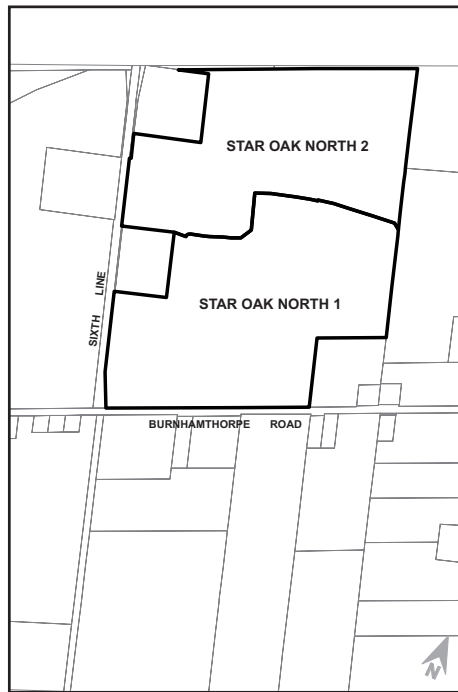 STAR OAK NORTH 2
STAR OAK NORTH 1
SIXTH LINE
BURNHAMTHORPE ROAD
N